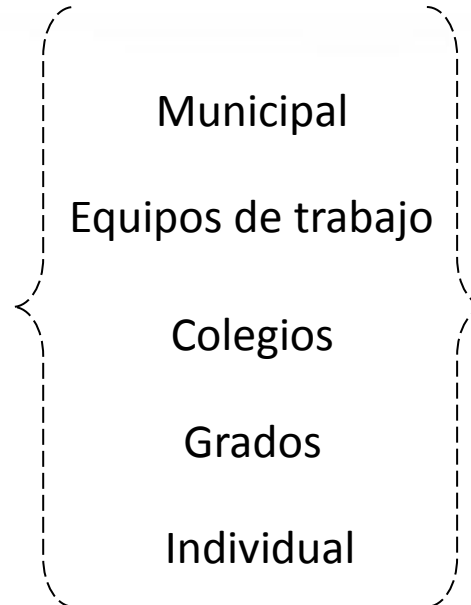 Municipal
Equipos de trabajo
Colegios
Grados
Individual